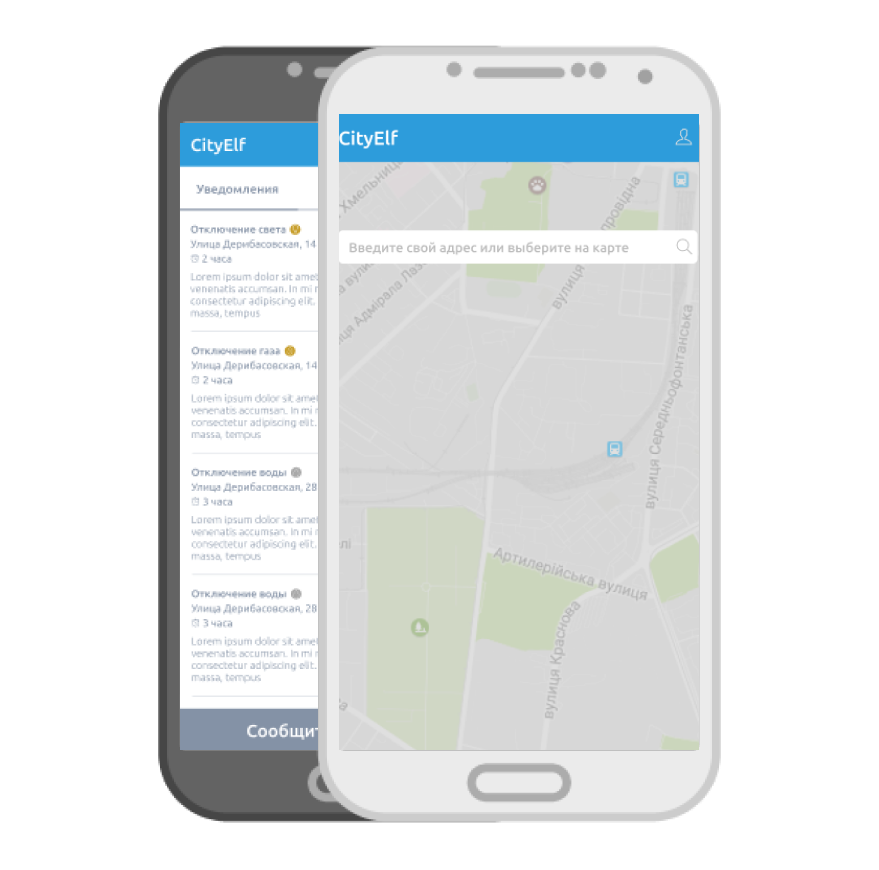 CityElf
Уведомления
Отключение света
Улица Дерибасовская, 14
2 часа
Lorem ipsum dolor sit amet
venenatis accumsan. In mi
consectetur adipiscing elit.
massa, tempus
Отключение газа
Улица Дерибасовская, 14
2 часа
Lorem ipsum dolor sit amet
venenatis accumsan. In mi
consectetur adipiscing elit.
massa, tempus
Отключение воды
Улица Дерибасовская, 28
3 часа
Lorem ipsum dolor sit amet
venenatis accumsan. In mi
consectetur adipiscing elit.
massa, tempus
Отключение воды
Улица Дерибасовская, 28
3 часа
Lorem ipsum dolor sit amet
venenatis accumsan. In mi
consectetur adipiscing elit.
massa, tempus
Сообщит
CityElf
Введите свой адрес или выберите на карте
Хмельниц
вулиця
провідна
Адмірала Лаза
вулиця Середньофонтанська
Артилерійська вулиця
вулиця Краснова